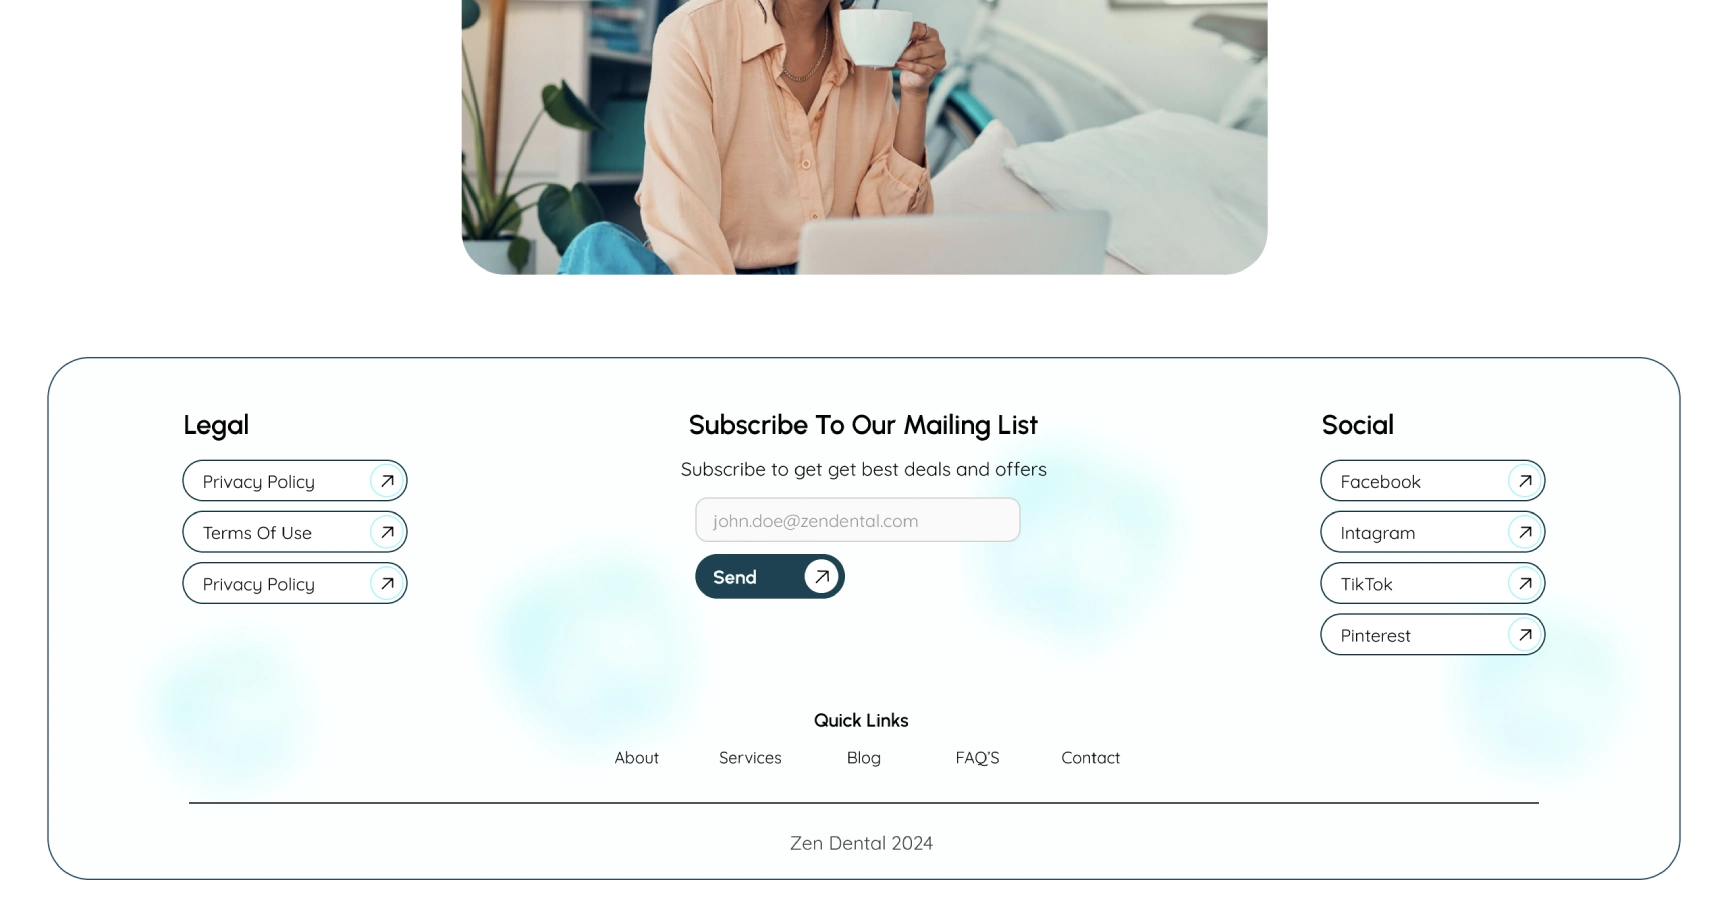 Legal
Privacy Policy
Terms Of Use
Privacy Policy
Subscribe To Our Mailing List
Subscribe to get get best deals and offers
john.doe@zendental.com
Send
Social
Facebook
Intagram
TikTok
Pinterest
Quick Links
About Services Blog FAQ'S Contact
Zen Dental 2024